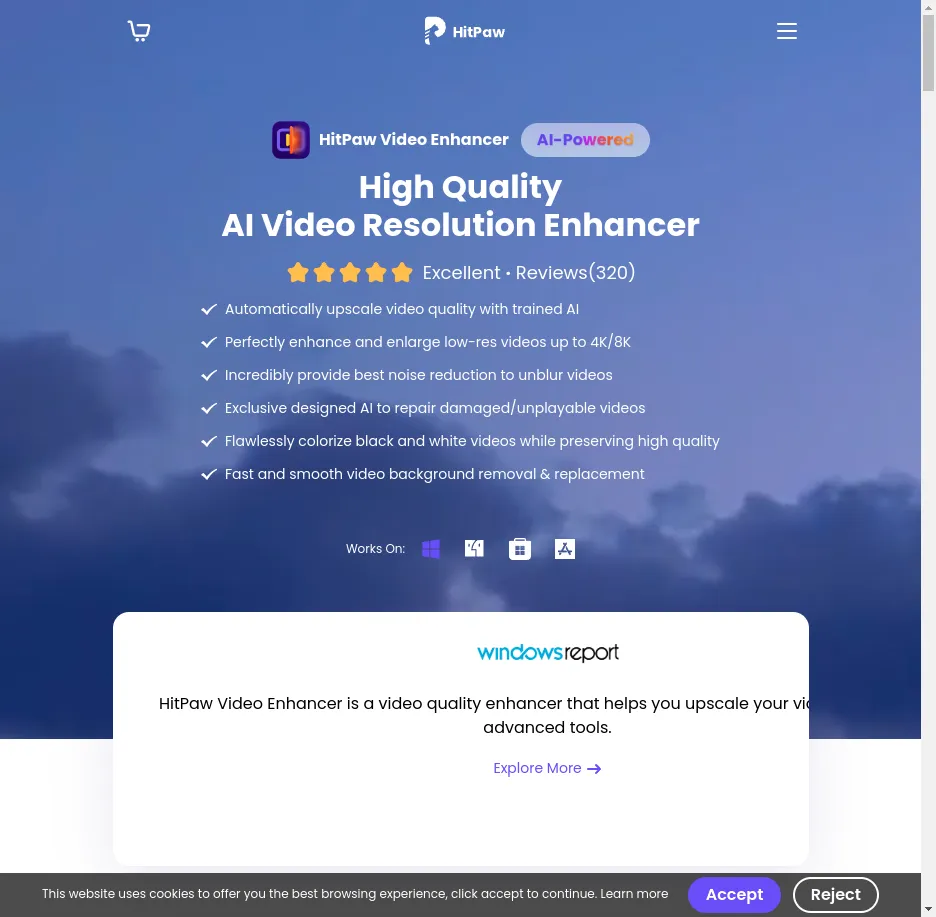 HitPaw
HitPaw Video Enhancer
AI-Powered
High Quality
AI Video Resolution Enhancer
Excellent • Reviews(320)
Automatically upscale video quality with trained AI
Perfectly enhance and enlarge low-res videos up to 4K/8K
Incredibly provide best noise reduction to unblur videos
Exclusive designed AI to repair damaged/unplayable videos
Flawlessly colorize black and white videos while preserving high quality
Fast and smooth video background removal & replacement
Works On:
windowsreport
HitPaw Video Enhancer is a video quality enhancer that helps you upscale your
advanced tools.
Explore More
This website uses cookies to offer you the best browsing experience, click accept to continue. Learn more
Accept
Reject